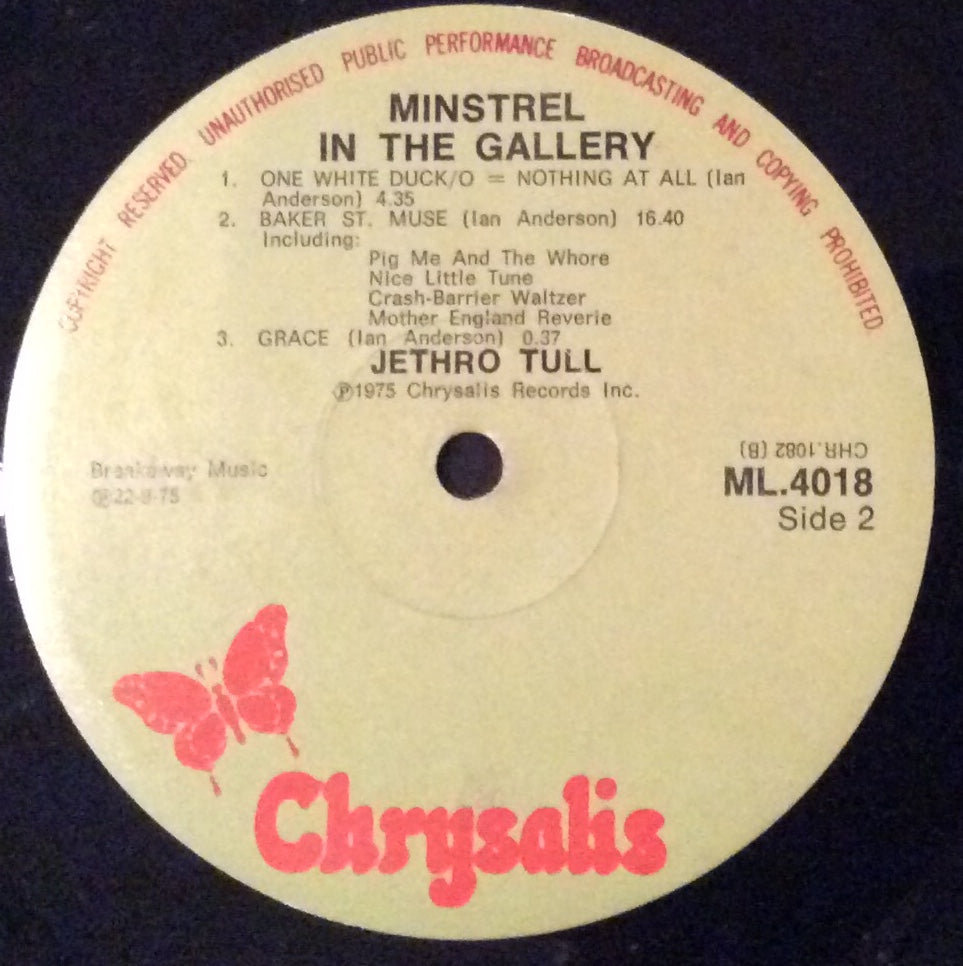 COPYRIGHT RESERVED. UNAUTHORISED PUBLIC PERFORMANCE BROADCASTING AND COPYING PROHIBITED
MINSTREL
IN THE GALLERY
1. ONE WHITE DUCK/O = NOTHING AT ALL (Ian
Anderson) 4.35
2. BAKER ST. MUSE (Ian Anderson) 16.40
Including:
Pig Me And The Whore
Nice Little Tune
Crash-Barrier Waltzer
Mother England Reverie
3. GRACE (Ian Anderson) 0.37
JETHRO TULL
Ⓟ1975 Chrysalis Records Inc.
Breakaway Music
CHR.1082 (B)
ML.4018
Side 2
Chrysalis